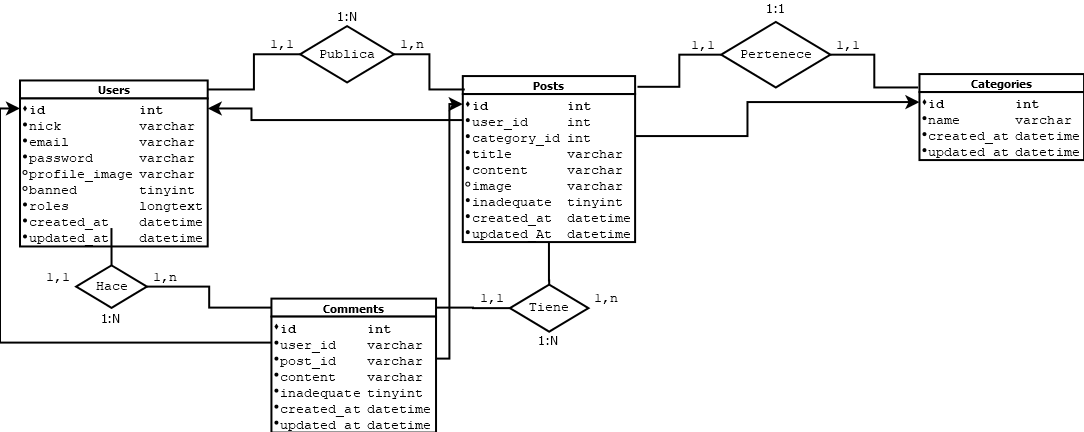 1:N
1:1
1,1
Publica
1,n
1,1
Pertenece
1,1
Users
id int
nick varchar
email varchar
password varchar
profile_image varchar
banned tinyint
roles longtext
created_at datetime
updated_at datetime
Posts
id int
user_id int
category_id int
title varchar
content varchar
image varchar
inadequate tinyint
created_at datetime
updated_At datetime
Categories
id int
name varchar
created_at datetime
updated_at datetime
1,1
Hace
1,n
1:N
Comments
id int
user_id varchar
post_id varchar
content varchar
inadequate tinyint
created_at datetime
updated_at datetime
1,1
Tiene
1,n
1:N